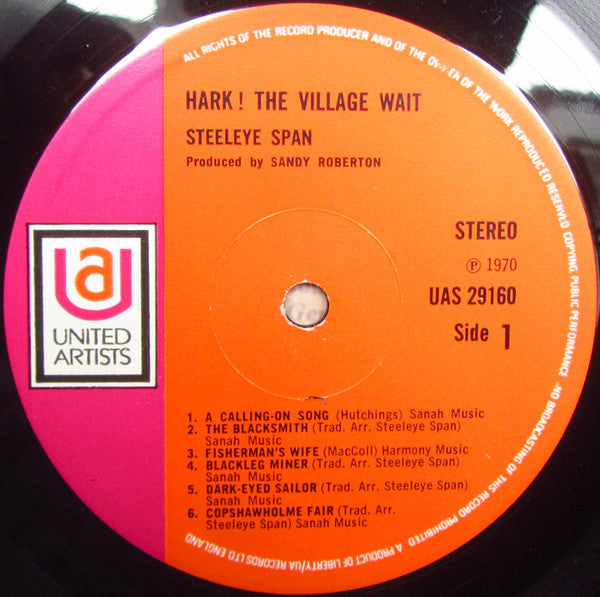 ALL RIGHTS OF THE RECORD PRODUCER AND OF THE OWNER OF THE WORK REPRODUCED RESERVED COPYING PUBLIC PERFORMANCE AND BROADCASTING OF THIS RECORD PROHIBITED A PRODUCT OF LIBERTY/UA RECORDS LTD ENGLAND
HARK! THE VILLAGE WAIT
STEELEYE SPAN
Produced by SANDY ROBERTON
STEREO
℗ 1970
UAS 29160
Side 1
ua
UNITED
ARTISTS
1. A CALLING-ON SONG (Hutchings) Sanah Music
2. THE BLACKSMITH (Trad. Arr. Steeleye Span)
Sanah Music
3. FISHERMAN'S WIFE (MacColl) Harmony Music
4. BLACKLEG MINER (Trad. Arr. Steeleye Span)
Sanah Music
5. DARK-EYED SAILOR (Trad. Arr. Steeleye Span)
Sanah Music
6. COPSHAWHOLME FAIR (Trad. Arr.
Steeleye Span) Sanah Music